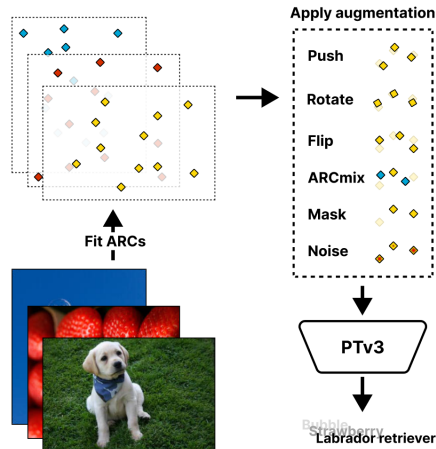 Apply augmentation
Push
Rotate
Flip
ARCmix
Mask
Noise
Fit ARCs
PTv3
Bubble
Strawberry
Labrador retriever